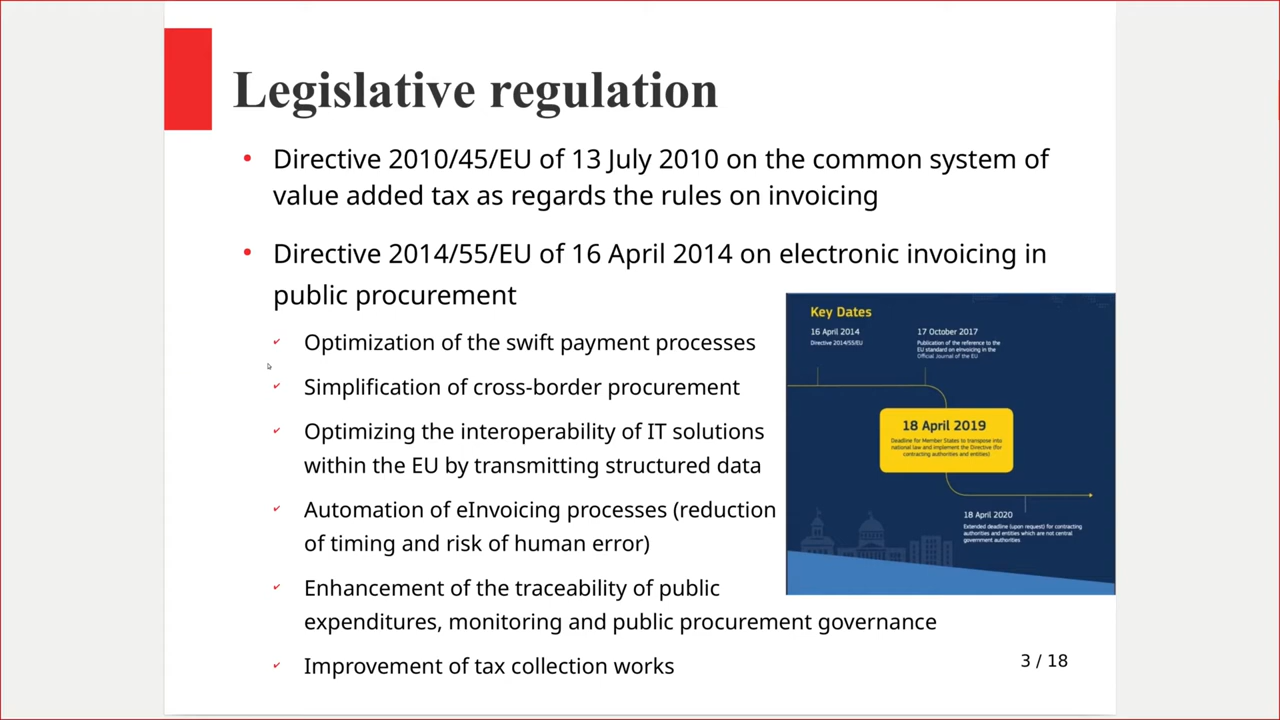 Legislative regulation
Directive 2010/45/EU of 13 July 2010 on the common system of
value added tax as regards the rules on invoicing
Directive 2014/55/EU of 16 April 2014 on electronic invoicing in
public procurement
Optimization of the swift payment processes
Simplification of cross-border procurement
Optimizing the interoperability of IT solutions
within the EU by transmitting structured data
Automation of eInvoicing processes (reduction
of timing and risk of human error)
Enhancement of the traceability of public
expenditures, monitoring and public procurement governance
Improvement of tax collection works
Key Dates
16 April 2014
Directive 2014/55/EU
17 October 2017
Publication of the reference to the
EU standard on einvoicing in the
Official Journal of the EU
18 April 2019
Deadline for Member States to transpose into
national law and implement the Directive (for
contracting authorities and entities)
18 April 2020
Extended deadline (upon request) for contracting
authorities and entities which are not central
government authorities
3 / 18